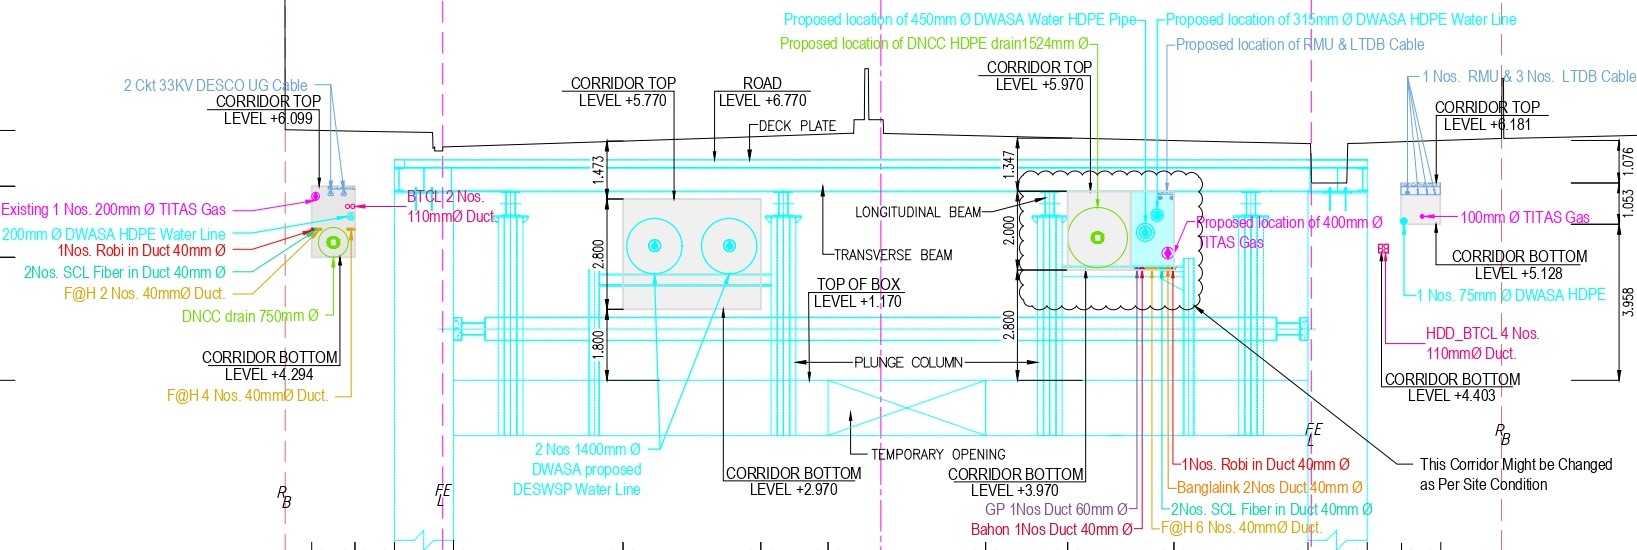 Proposed location of 450mm Ø DWASA Water HDPE Pipe
Proposed location of 315mm Ø DWASA HDPE Water Line
Proposed location of DNCC HDPE drain1524mm Ø
Proposed location of RMU & LTDB Cable
2 Ckt 33KV DESCO UG Cable
CORRIDOR TOP
LEVEL +6.099
CORRIDOR TOP
LEVEL +5.770
ROAD
LEVEL +6.770
DECK PLATE
CORRIDOR TOP
LEVEL +5.970
1 Nos. RMU & 3 Nos. LTDB Cable
CORRIDOR TOP
LEVEL +6.181
1.473
1.347
1.076
Existing 1 Nos. 200mm Ø TITAS Gas
BTCL 2 Nos.
110mmØ Duct.
200mm Ø DWASA HDPE Water Line
1Nos. Robi in Duct 40mm Ø
2Nos. SCL Fiber in Duct 40mm Ø
F@H 2 Nos. 40mmØ Duct.
DNCC drain 750mm Ø
CORRIDOR BOTTOM
LEVEL +4.294
F@H 4 Nos. 40mmØ Duct.
2.800
LONGITUDINAL BEAM
TRANSVERSE BEAM
2.000
Proposed location of 400mm Ø
TITAS Gas
100mm Ø TITAS Gas
1.053
CORRIDOR BOTTOM
LEVEL +5.128
TOP OF BOX
LEVEL +1.170
1 Nos. 75mm Ø DWASA HDPE
3.958
1.800
2.800
PLUNGE COLUMN
HDD_BTCL 4 Nos.
110mmØ Duct.
CORRIDOR BOTTOM
LEVEL +4.403
2 Nos 1400mm Ø
DWASA proposed
DESWSP Water Line
TEMPORARY OPENING
CORRIDOR BOTTOM
LEVEL +2.970
CORRIDOR BOTTOM
LEVEL +3.970
1Nos. Robi in Duct 40mm Ø
Banglalink 2Nos Duct 40mm Ø
GP 1Nos Duct 60mm Ø
2Nos. SCL Fiber in Duct 40mm Ø
Bahon 1Nos Duct 40mm Ø
F@H 6 Nos. 40mmØ Duct.
This Corridor Might be Changed
as Per Site Condition
R
B
FE
L
FE
L
R
B